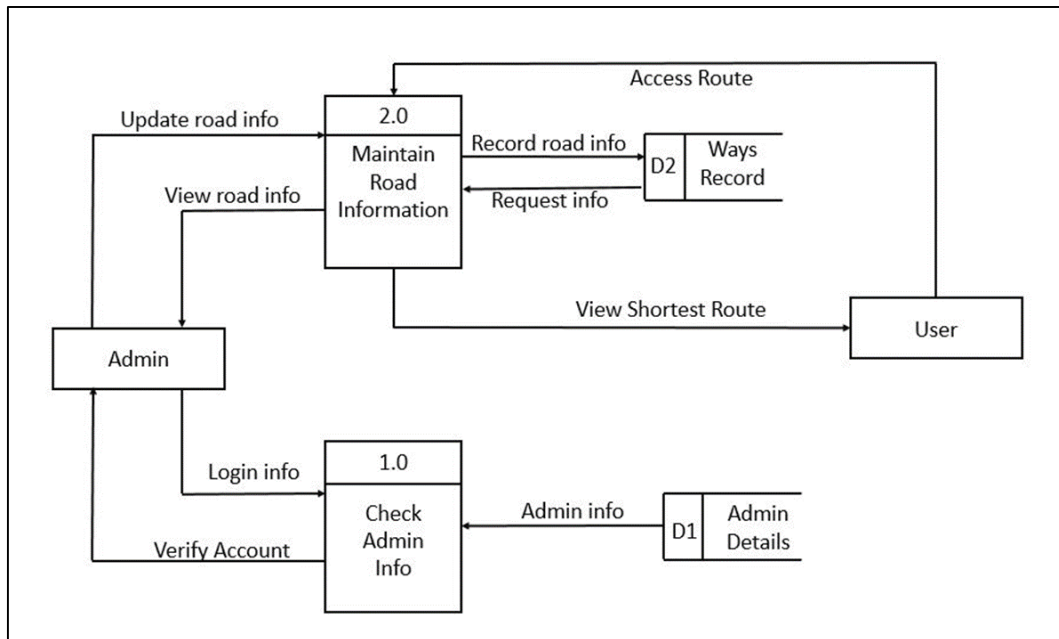 Access Route
2.0
Update road info
Maintain
Road
Information
Record road info
D2
Ways
Record
View road info
Request info
View Shortest Route
User
Admin
1.0
Login info
Check
Admin
Info
Admin info
D1
Admin
Details
Verify Account